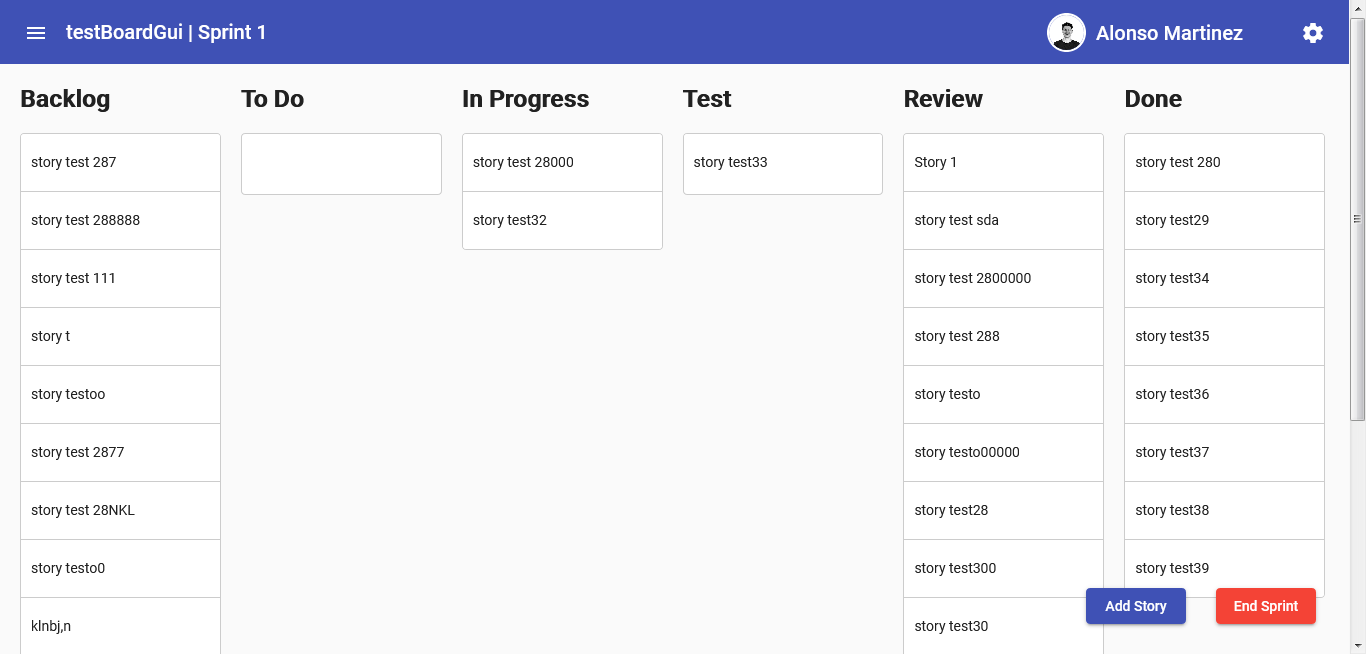 testBoardGui | Sprint 1
Alonso Martinez
Backlog
story test 287
story test 288888
story test 111
story t
story testoo
story test 2877
story test 28NKL
story testo0
klnbj,n
To Do
In Progress
story test 28000
story test32
Test
story test33
Review
Story 1
story test sda
story test 2800000
story test 288
story testo
story testo00000
story test28
story test300
story test30
Done
story test 280
story test29
story test34
story test35
story test36
story test37
story test38
story test39
Add Story
End Sprint